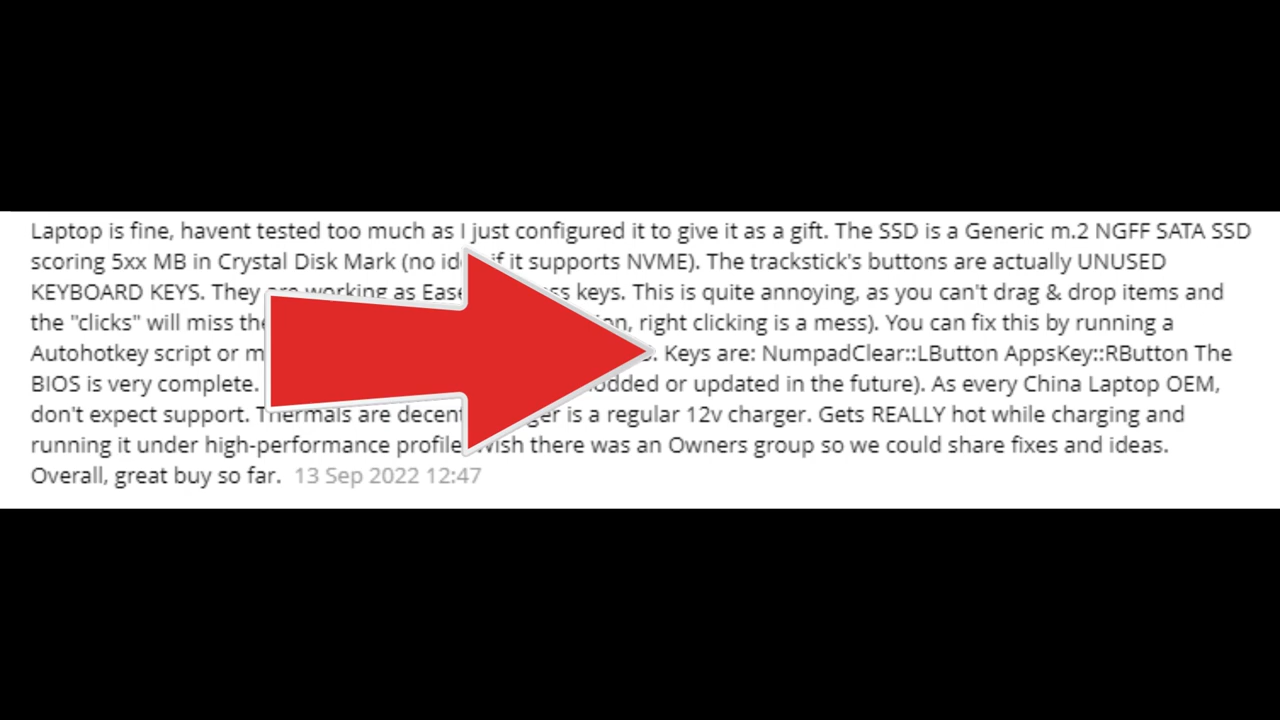 Laptop is fine, havent tested too much as I just configured it to give it as a gift. The SSD is a Generic m.2 NGFF SATA SSD
scoring 5xx MB in Crystal Disk Mark (no if it supports NVME). The trackstick's buttons are actually UNUSED
KEYBOARD KEYS. They are working as keys. This is quite annoying, as you can't drag & drop items and
the "clicks" will miss right clicking is a mess). You can fix this by running a
Autohotkey script or Keys are: NumpadClear::LButton AppsKey::RButton The
BIOS is very complete. or updated in the future). As every China Laptop OEM,
don't expect support. Thermals are decent is a regular 12v charger. Gets REALLY hot while charging and
running it under high-performance profile wish there was an Owners group so we could share fixes and ideas.
Overall, great buy so far. 13 Sep 2022 12:47